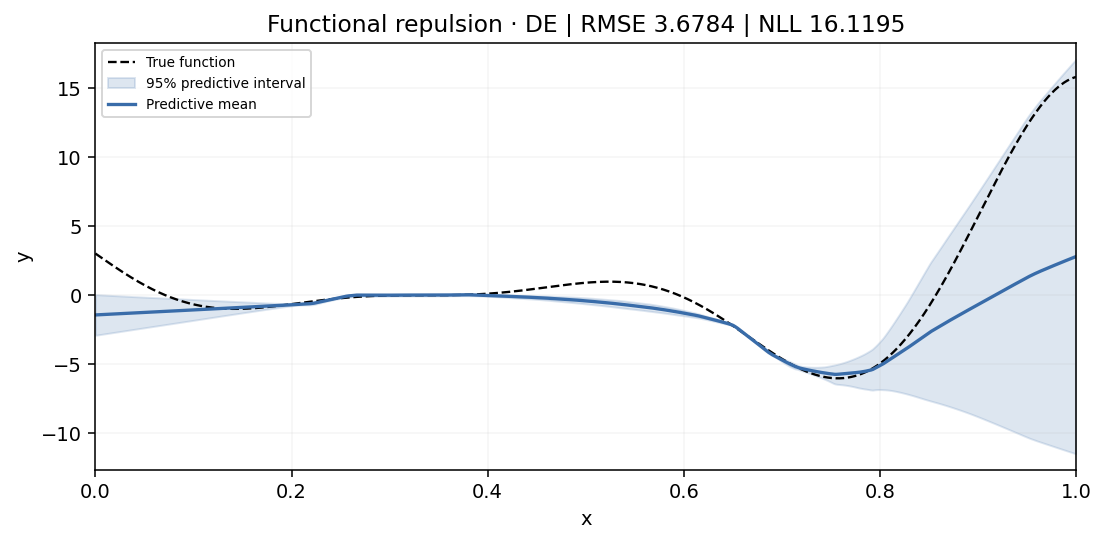 Functional repulsion · DE | RMSE 3.6784 | NLL 16.1195
True function
95% predictive interval
Predictive mean
15
10
5
0
−5
−10
y
0.0 0.2 0.4 0.6 0.8 1.0
x